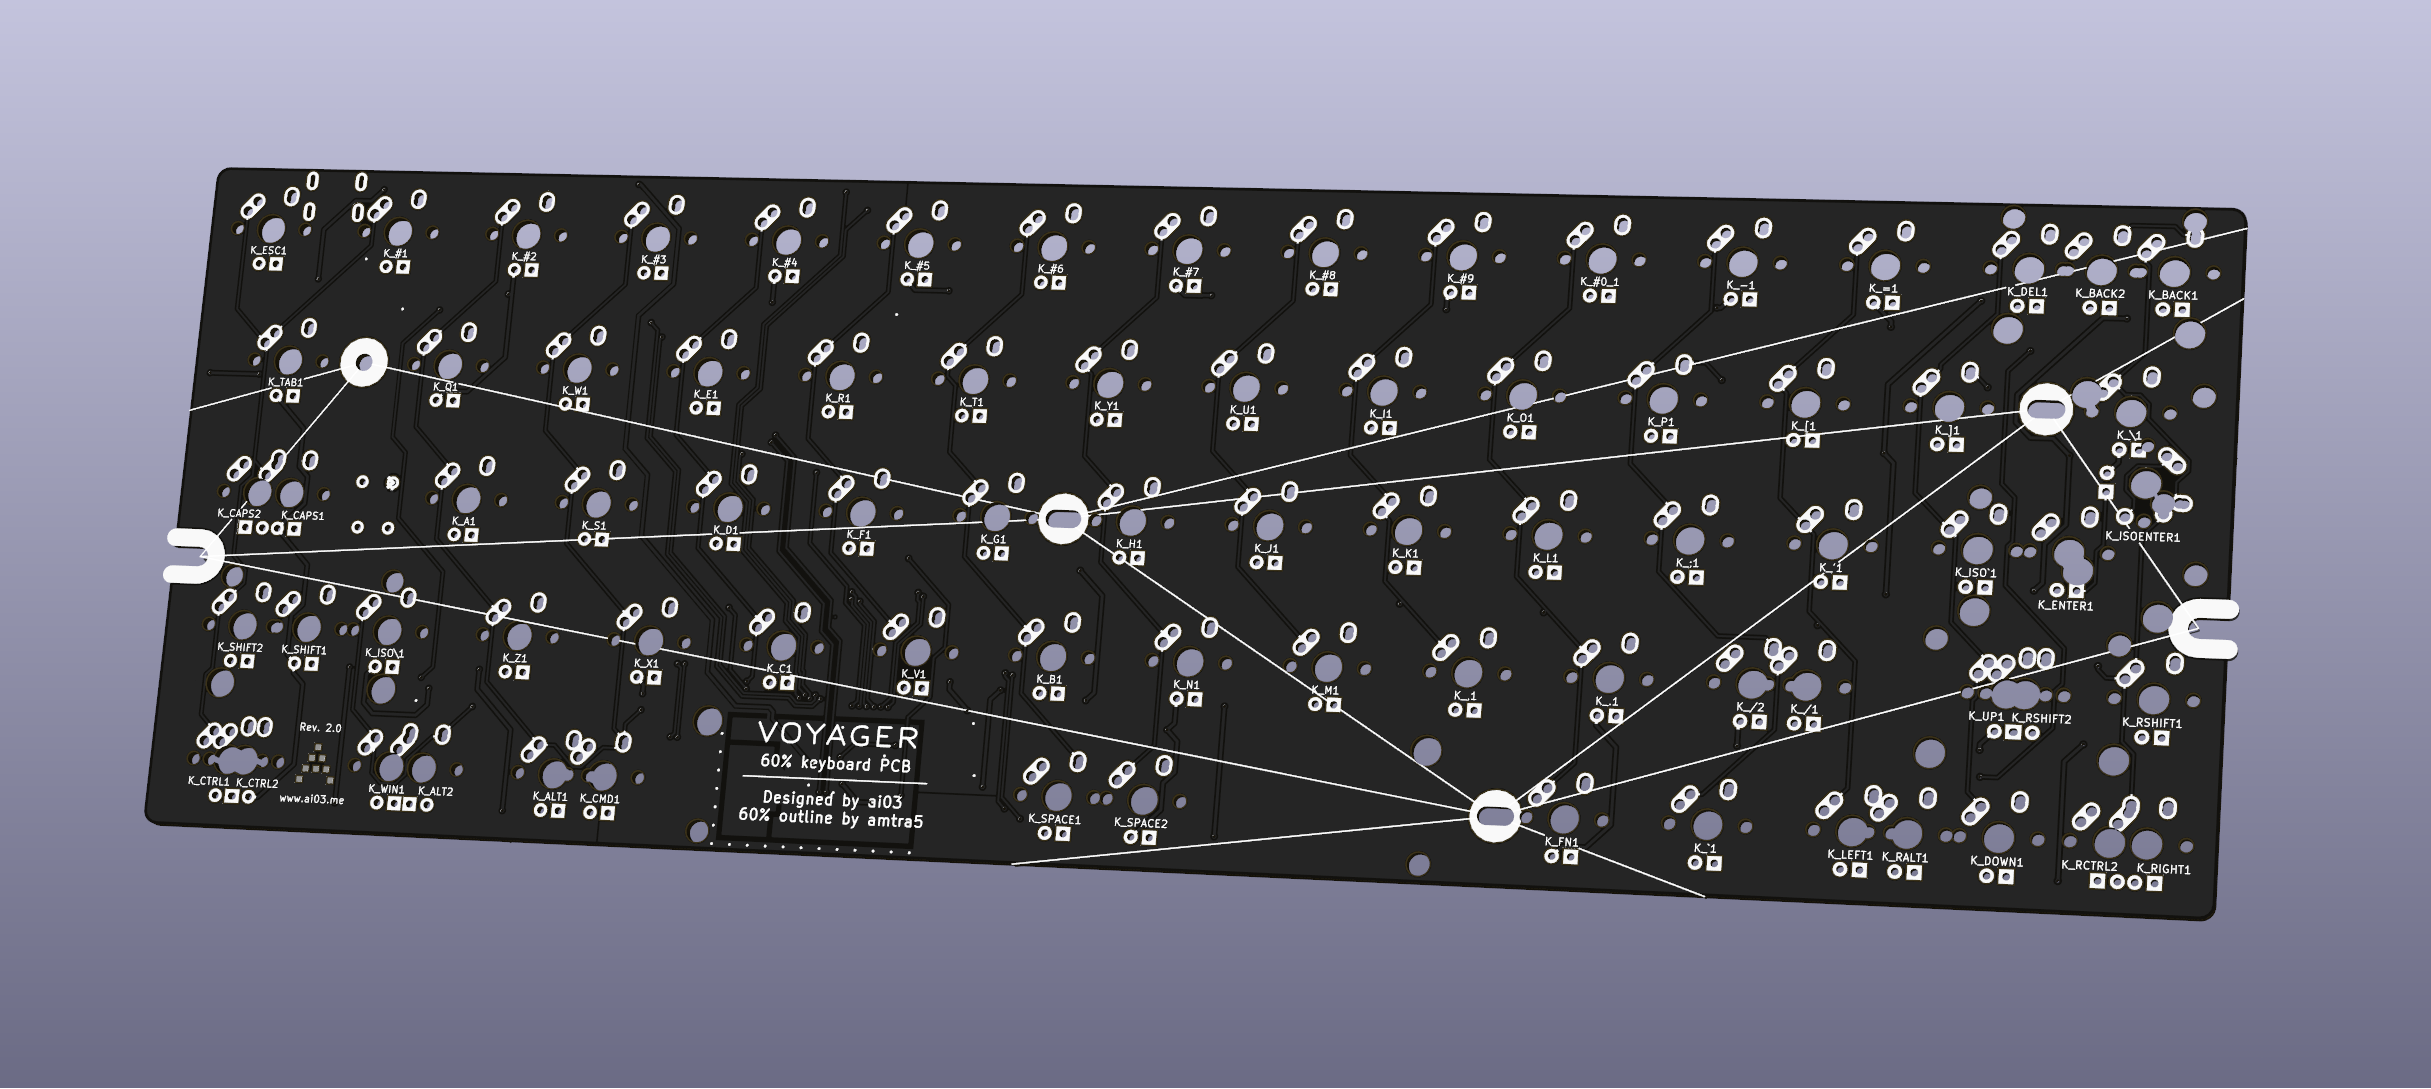 K_ESC1
K_#1
K_#2
K_#3
K_#4
K_#5
K_#6
K_#7
K_#8
K_#9
K_#0_1
K_-1
K_=1
K_DEL1
K_BACK2
K_BACK1
K_TAB1
K_Q1
K_W1
K_E1
K_R1
K_T1
K_Y1
K_U1
K_I1
K_O1
K_P1
K_[1
K_]1
K_\1
K_CAPS2
K_CAPS1
K_A1
K_S1
K_D1
K_F1
K_G1
K_H1
K_J1
K_K1
K_L1
K_;1
K_'1
K_ISO`1
K_ENTER1
K_ISOENTER1
K_SHIFT2
K_SHIFT1
K_ISO\1
K_Z1
K_X1
K_C1
K_V1
K_B1
K_N1
K_M1
K_,1
K_.1
K_/2
K_/1
K_UP1
K_RSHIFT2
K_RSHIFT1
Rev. 2.0
www.ai03.me
K_CTRL1
K_CTRL2
K_WIN1
K_ALT2
K_ALT1
K_CMD1
VOYAGER
60% keyboard PCB
Designed by ai03
60% outline by amtra5
K_SPACE1
K_SPACE2
K_FN1
K_`1
K_LEFT1
K_RALT1
K_DOWN1
K_RCTRL2
K_RIGHT1